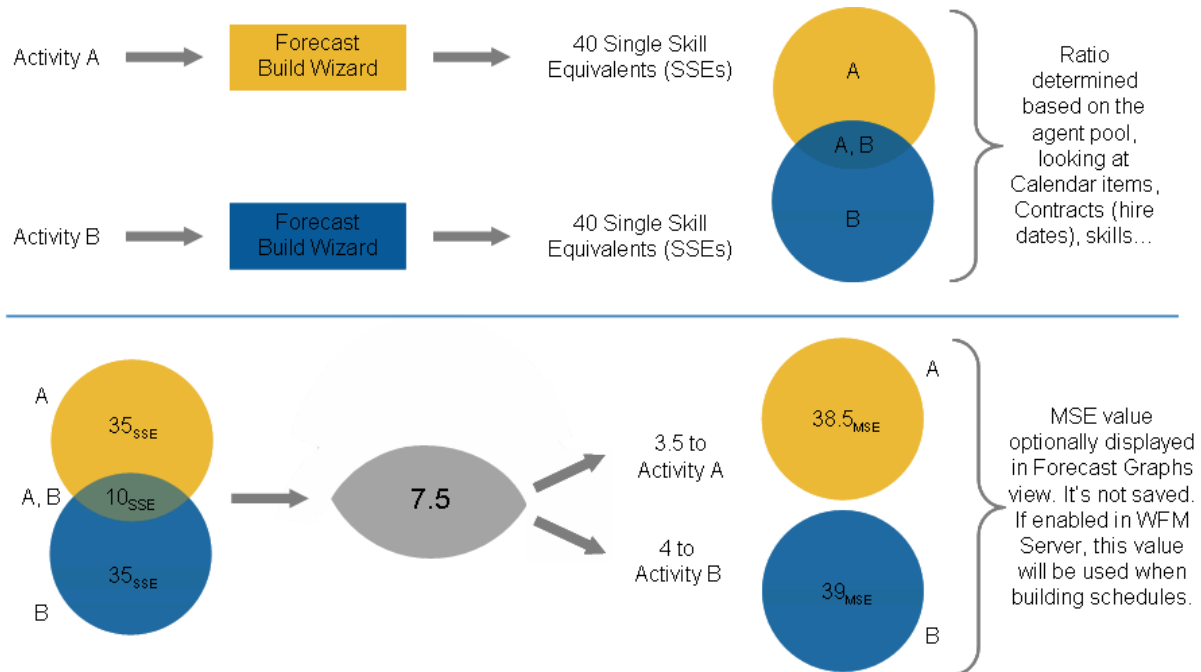 Activity A
Forecast
Build Wizard
40 Single Skill
Equivalents (SSEs)
A
A, B
B
Ratio
determined
based on the
agent pool,
looking at
Calendar items,
Contracts (hire
dates), skills...
Activity B
Forecast
Build Wizard
40 Single Skill
Equivalents (SSEs)
A
35SSE
A, B
10SSE
35SSE
B
7.5
3.5 to
Activity A
4 to
Activity B
A
38.5MSE
39MSE
B
MSE value
optionally displayed
in Forecast Graphs
view. It's not saved.
If enabled in WFM
Server, this value
will be used when
building schedules.